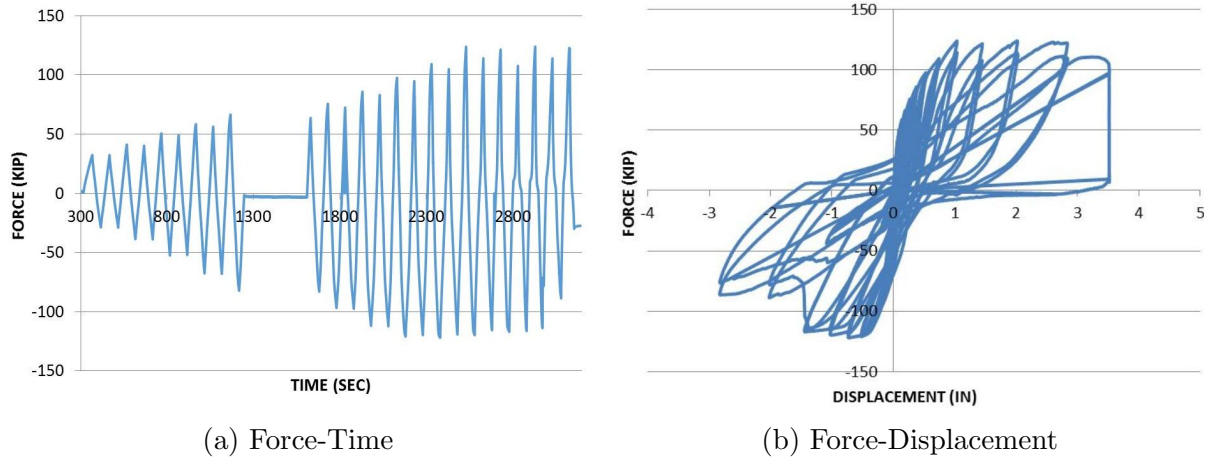 150
100
50
0
-50
-100
-150
300 800 1300 1800 2300 2800
FORCE (KIP)
TIME (SEC)
(a) Force-Time
150
100
50
0
-50
-100
-150
-4 -3 -2 -1 0 1 2 3 4 5
FORCE (KIP)
DISPLACEMENT (IN)
(b) Force-Displacement